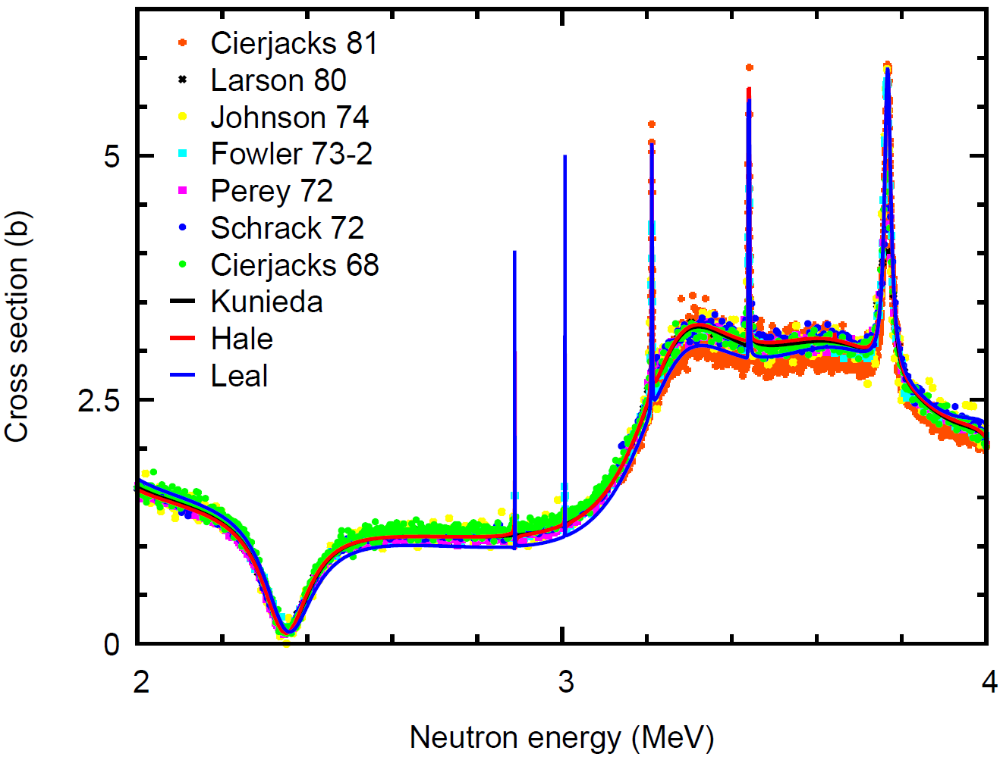 Cierjacks 81
Larson 80
Johnson 74
Fowler 73-2
Perey 72
Schrack 72
Cierjacks 68
Kunieda
Hale
Leal
Cross section (b)
5
2.5
0
2
3
4
Neutron energy (MeV)